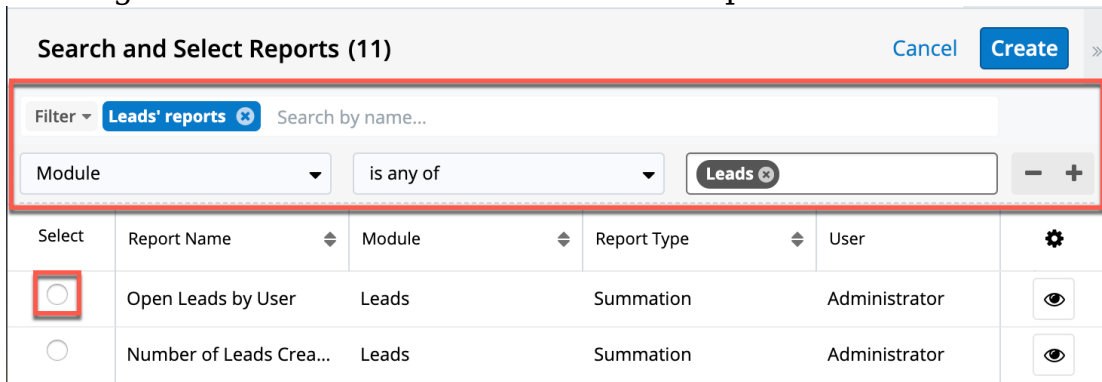 Search and Select Reports (11) Cancel Create »
Filter Leads' reports Search by name...
Module is any of Leads
Select Report Name Module Report Type User
Open Leads by User Leads Summation Administrator
Number of Leads Crea... Leads Summation Administrator